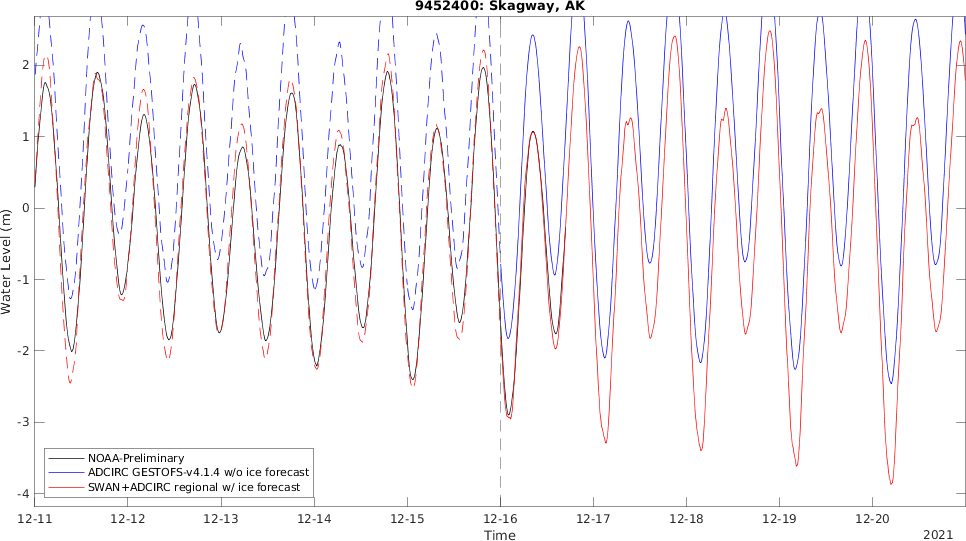 9452400: Skagway, AK
Water Level (m)
2
1
0
-1
-2
-3
-4
NOAA-Preliminary
ADCIRC GESTOFS-v4.1.4 w/o ice forecast
SWAN+ADCIRC regional w/ ice forecast
12-11 12-12 12-13 12-14 12-15 12-16 12-17 12-18 12-19 12-20
Time
2021